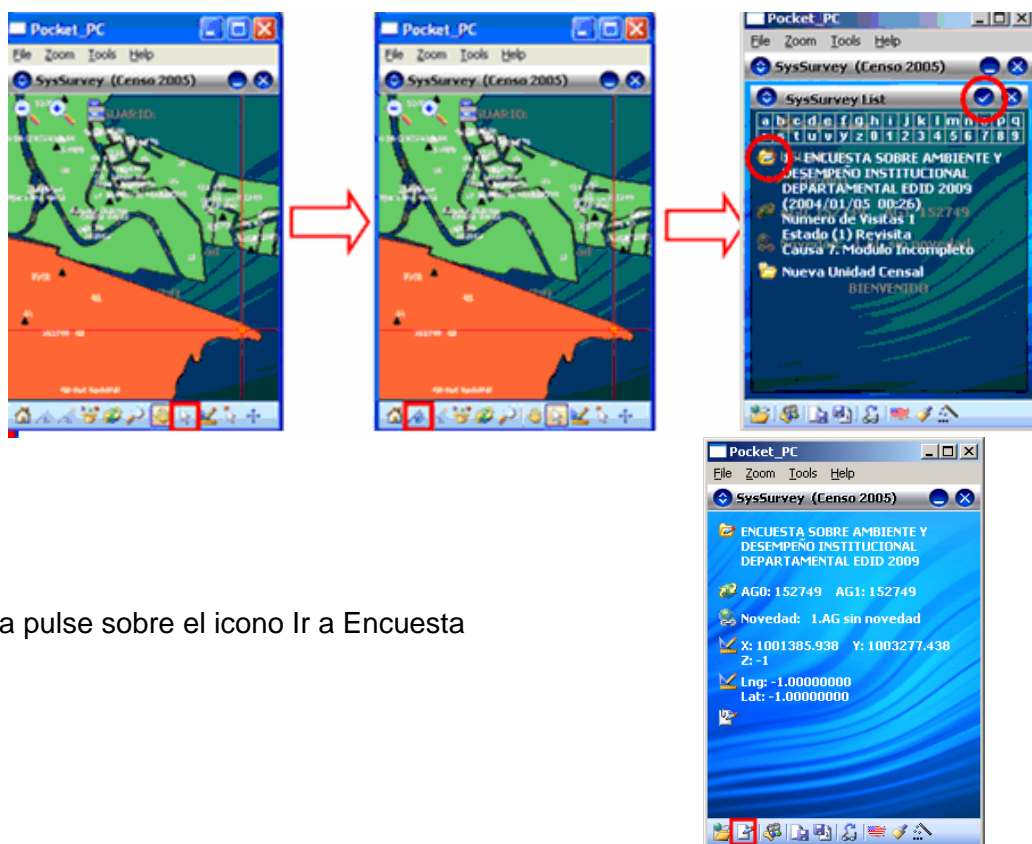 Pocket_PC
File Zoom Tools Help
SysSurvey (Censo 2005)
Pocket_PC
File Zoom Tools Help
SysSurvey (Censo 2005)
Pocket_PC
File Zoom Tools Help
SysSurvey (Censo 2005)
SysSurvey List
a b c d e f g h i j k l m n o p q
s t u v y z 0 1 2 3 4 5 6 7 8 9
ENCUESTA SOBRE AMBIENTE Y
DESEMPEÑO INSTITUCIONAL
DEPARTAMENTAL EDID 2009
(2004/01/05 00:26)
Numero de Visitas 1
Estado (1) Revisita
Causa 7. Modulo Incompleto
Nueva Unidad Censal
BIENVENIDO
Pocket_PC
File Zoom Tools Help
SysSurvey (Censo 2005)
ENCUESTA SOBRE AMBIENTE Y
DESEMPEÑO INSTITUCIONAL
DEPARTAMENTAL EDID 2009
AG0: 152749 AG1: 152749
Novedad: 1.AG sin novedad
X: 1001385.938 Y: 1003277.438
Z: -1
Lng: -1.00000000
Lat: -1.00000000
a pulse sobre el icono Ir a Encuesta